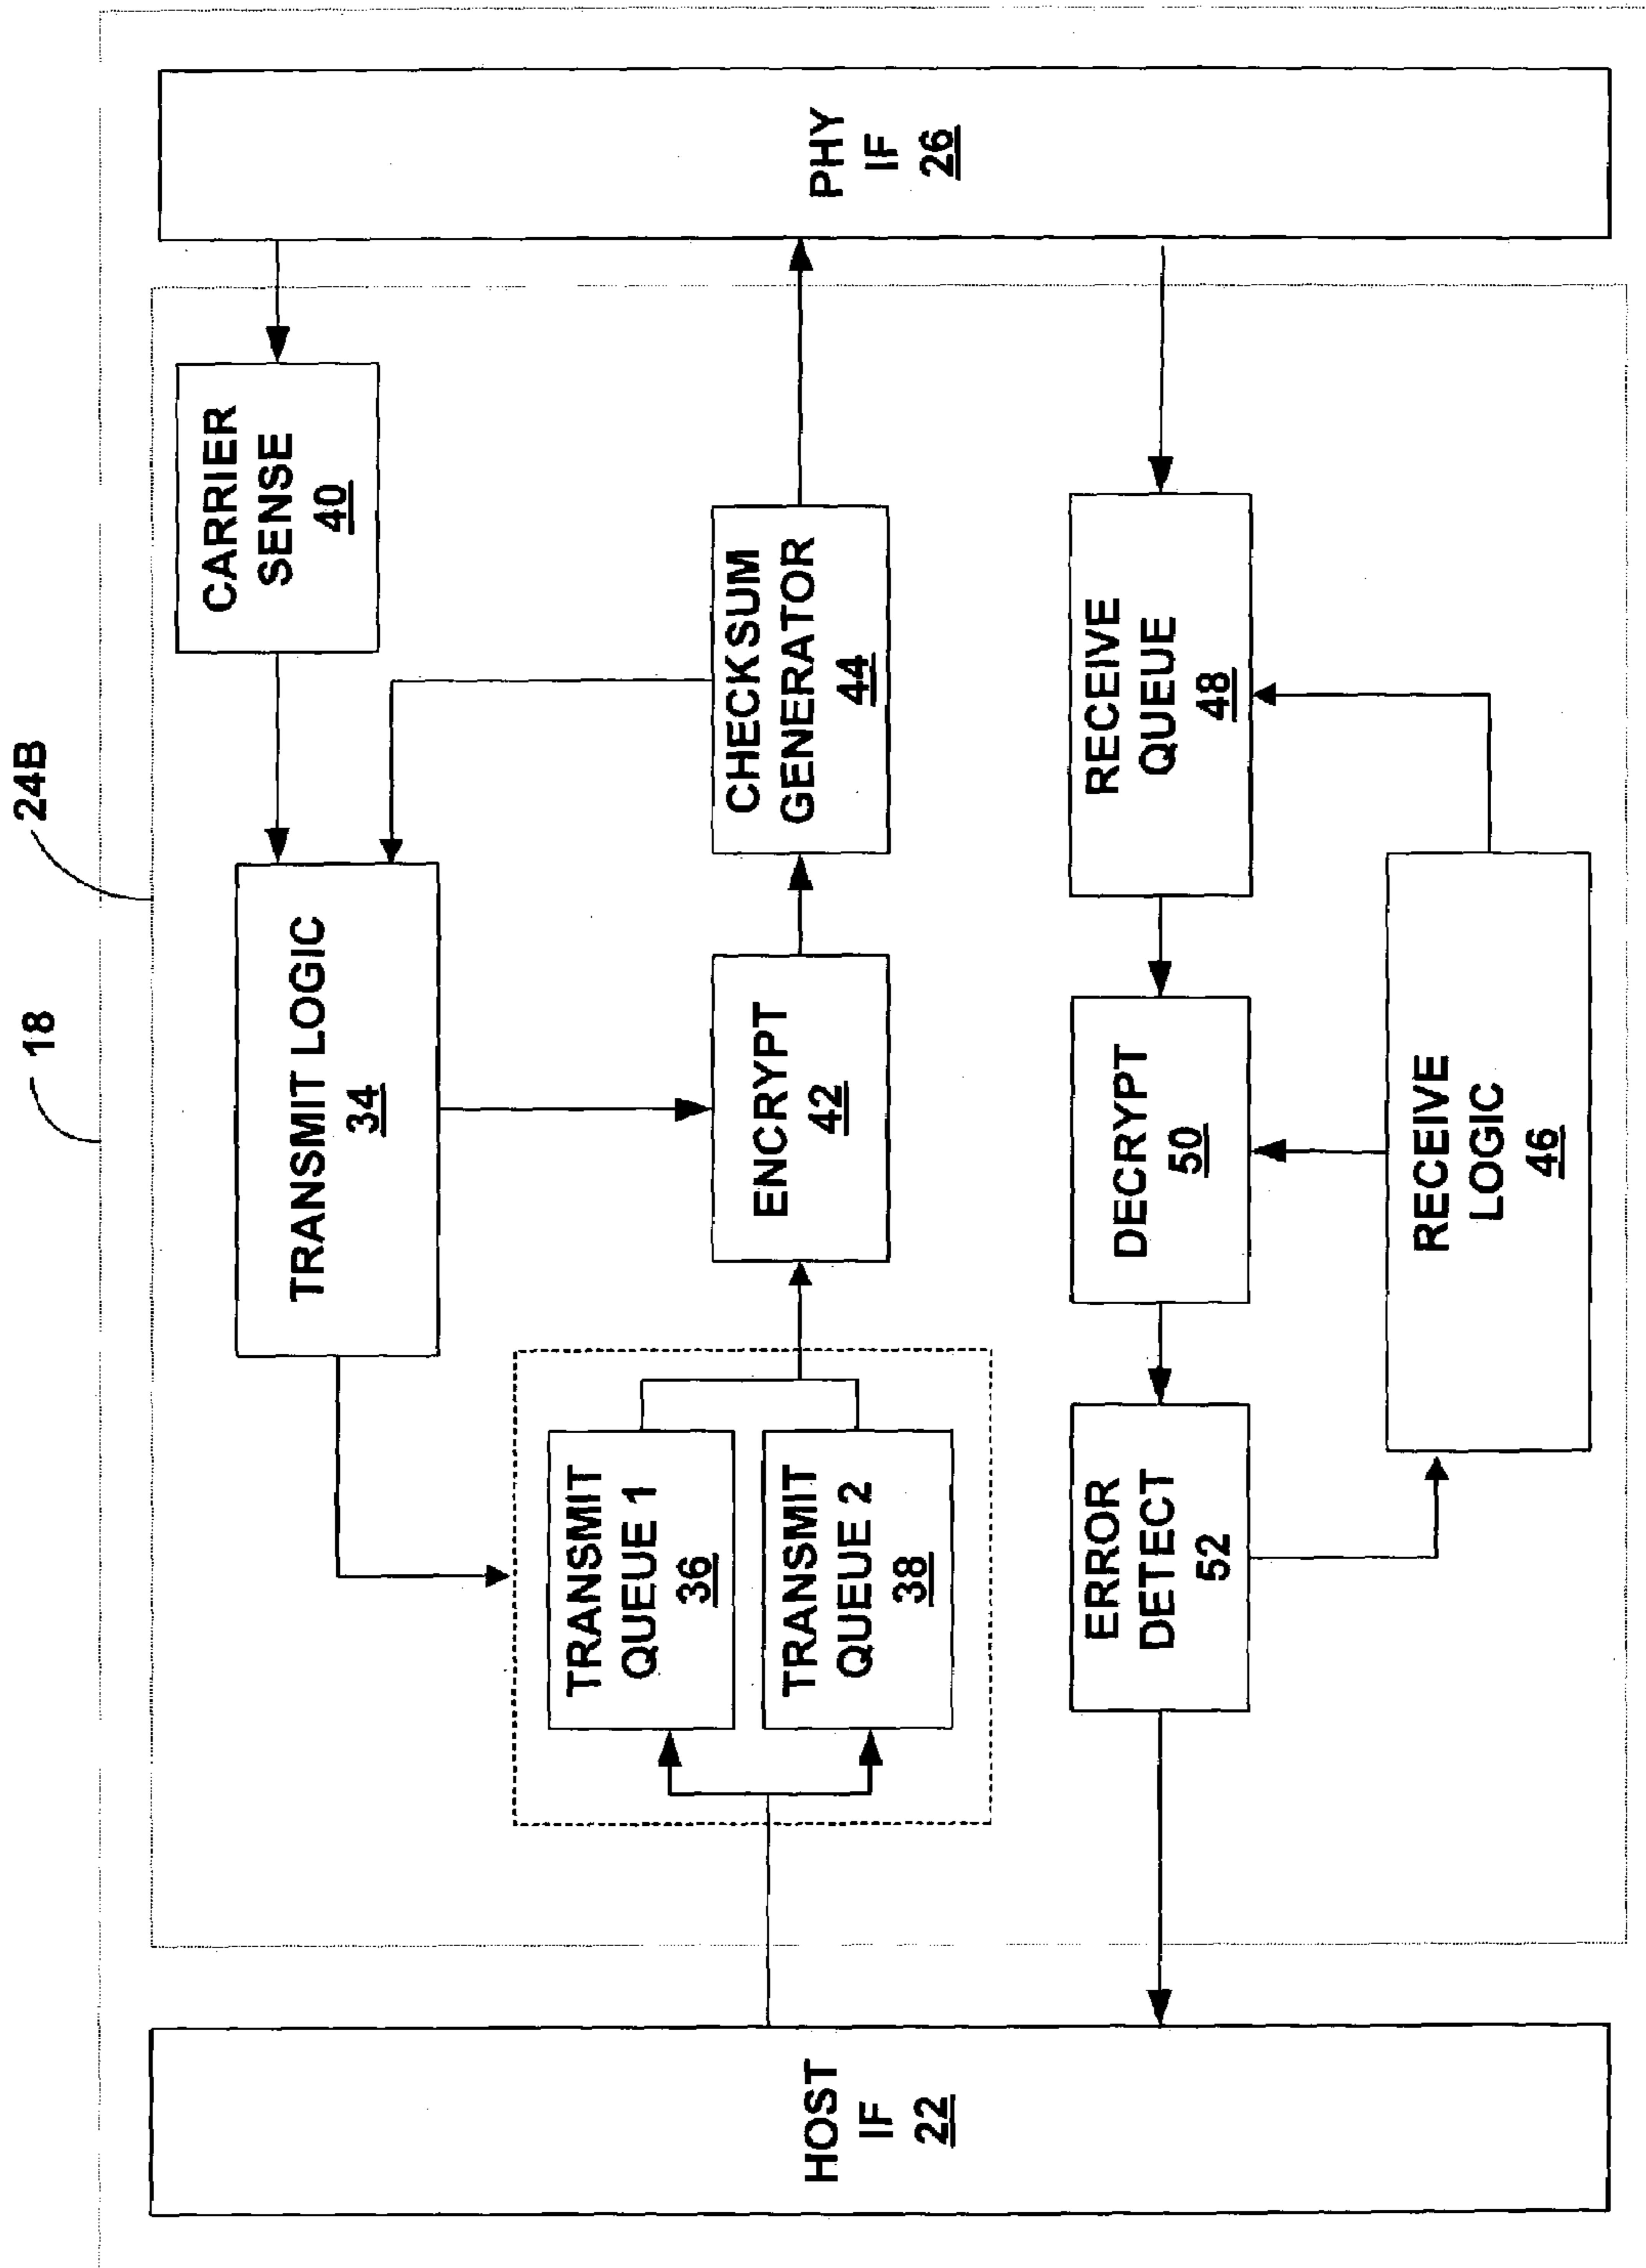 18
24B
HOST
IF
22
TRANSMIT LOGIC
34
CARRIER
SENSE
40
TRANSMIT
QUEUE 1
36
TRANSMIT
QUEUE 2
38
ENCRYPT
42
CHECKSUM
GENERATOR
44
ERROR
DETECT
52
DECRYPT
50
RECEIVE
QUEUE
48
RECEIVE
LOGIC
46
PHY
IF
26